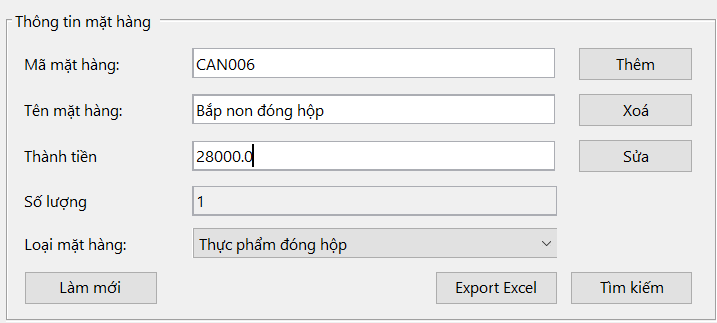 Thông tin mặt hàng
Mã mặt hàng: CAN006 Thêm
Tên mặt hàng: Bắp non đóng hộp Xoá
Thành tiền 28000.0 Sửa
Số lượng 1
Loại mặt hàng: Thực phẩm đóng hộp
Làm mới Export Excel Tìm kiếm